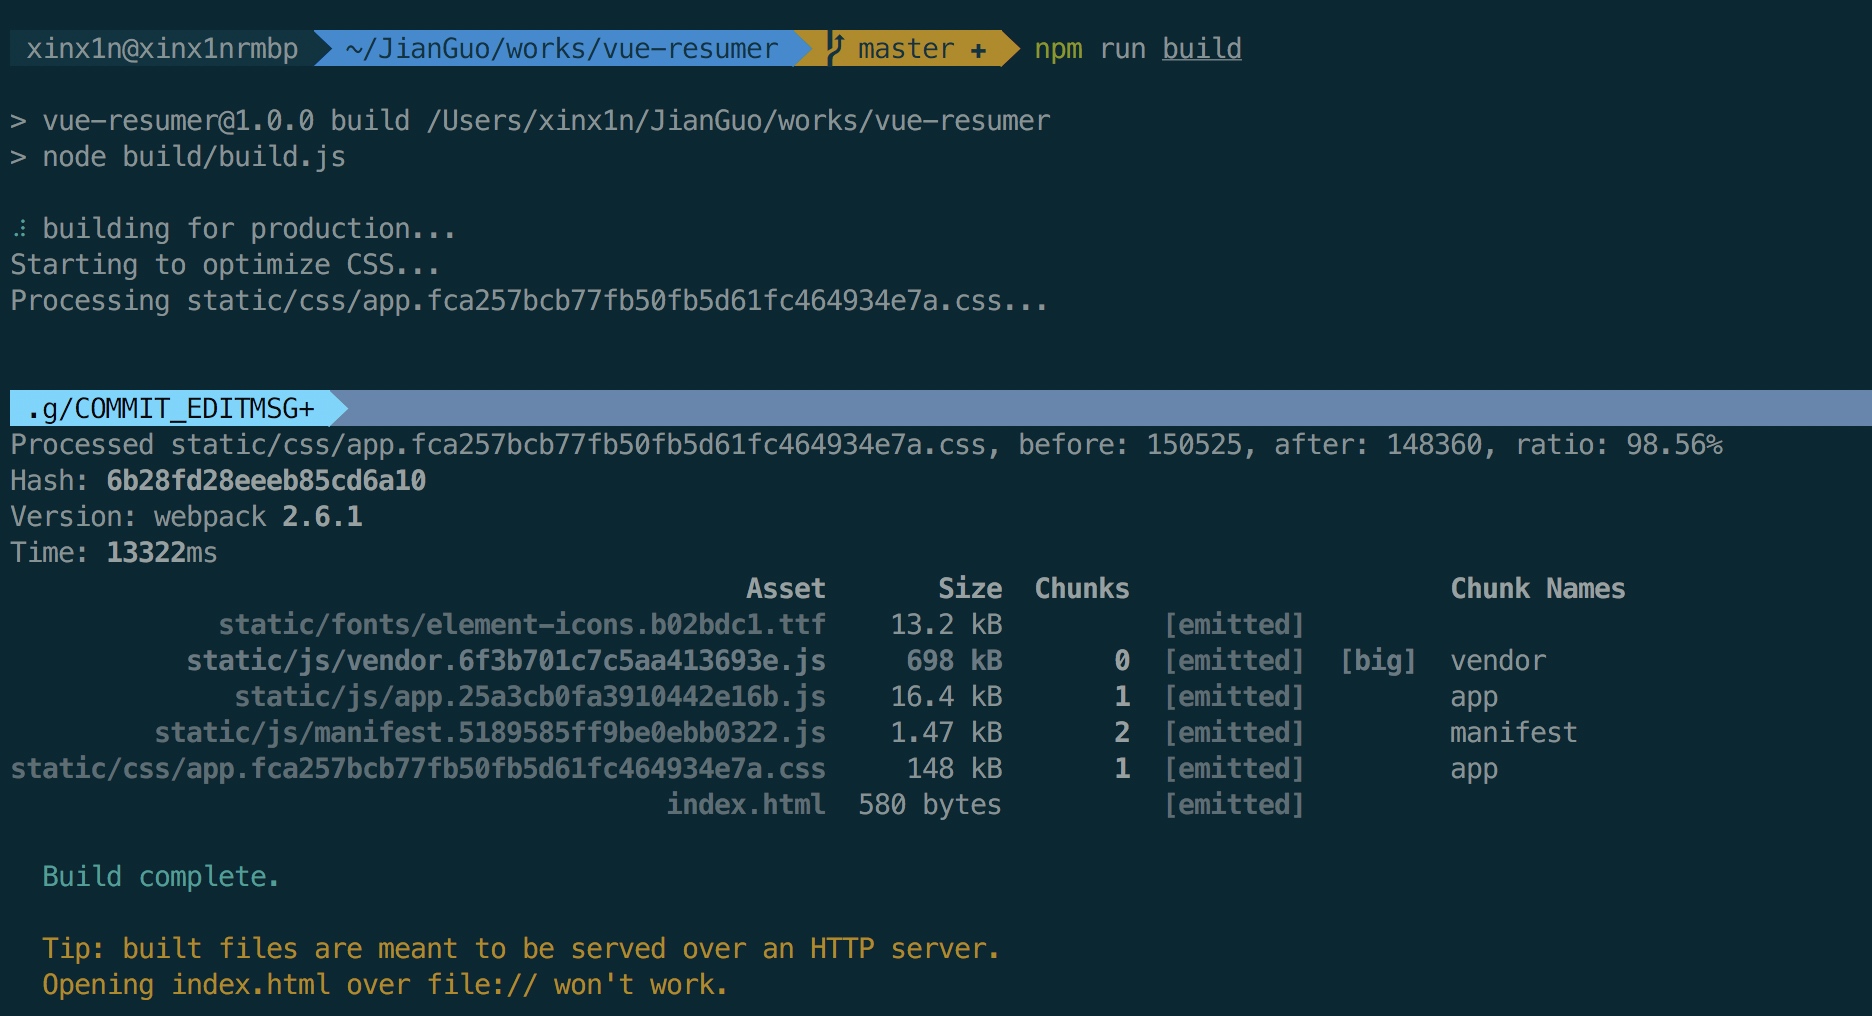 xinx1n@xinx1nrmbp ~/JianGuo/works/vue-resumer master + npm run build
> vue-resumer@1.0.0 build /Users/xinx1n/JianGuo/works/vue-resumer
> node build/build.js
building for production...
Starting to optimize CSS...
Processing static/css/app.fca257bcb77fb50fb5d61fc464934e7a.css...
.g/COMMIT_EDITMSG+
Processed static/css/app.fca257bcb77fb50fb5d61fc464934e7a.css, before: 150525, after: 148360, ratio: 98.56%
Hash: 6b28fd28eeeb85cd6a10
Version: webpack 2.6.1
Time: 13322ms
Asset Size Chunks Chunk Names
static/fonts/element-icons.b02bdc1.ttf 13.2 kB [emitted]
static/js/vendor.6f3b701c7c5aa413693e.js 698 kB 0 [emitted] [big] vendor
static/js/app.25a3cb0fa3910442e16b.js 16.4 kB 1 [emitted] app
static/js/manifest.5189585ff9be0ebb0322.js 1.47 kB 2 [emitted] manifest
static/css/app.fca257bcb77fb50fb5d61fc464934e7a.css 148 kB 1 [emitted] app
index.html 580 bytes [emitted]
Build complete.
Tip: built files are meant to be served over an HTTP server.
Opening index.html over file:// won't work.